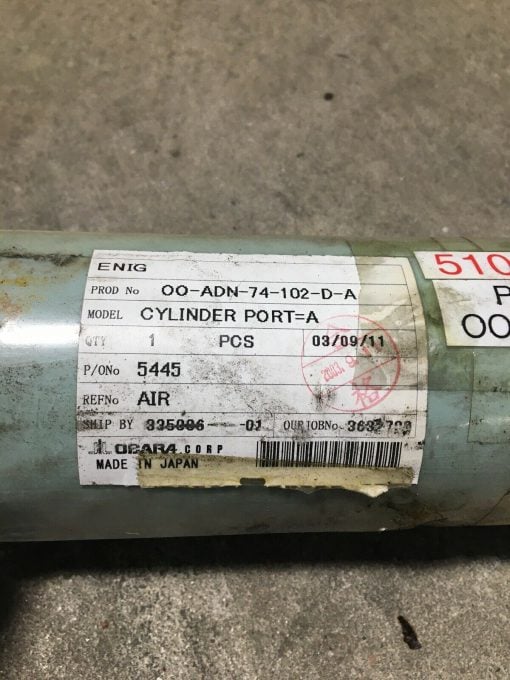 ENIG
PROD No OO-ADN-74-102-D-A
MODEL CYLINDER PORT=A
QTY 1 PCS 03/09/11
P/ONo 5445
REFNo AIR
SHIP BY -01 OUR JOBNo.
OBARA CORP
MADE IN JAPAN
510
P
OO